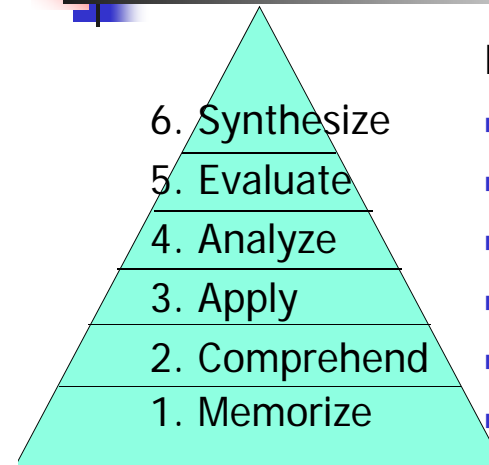 6. Synthesize
5. Evaluate
4. Analyze
3. Apply
2. Comprehend
1. Memorize